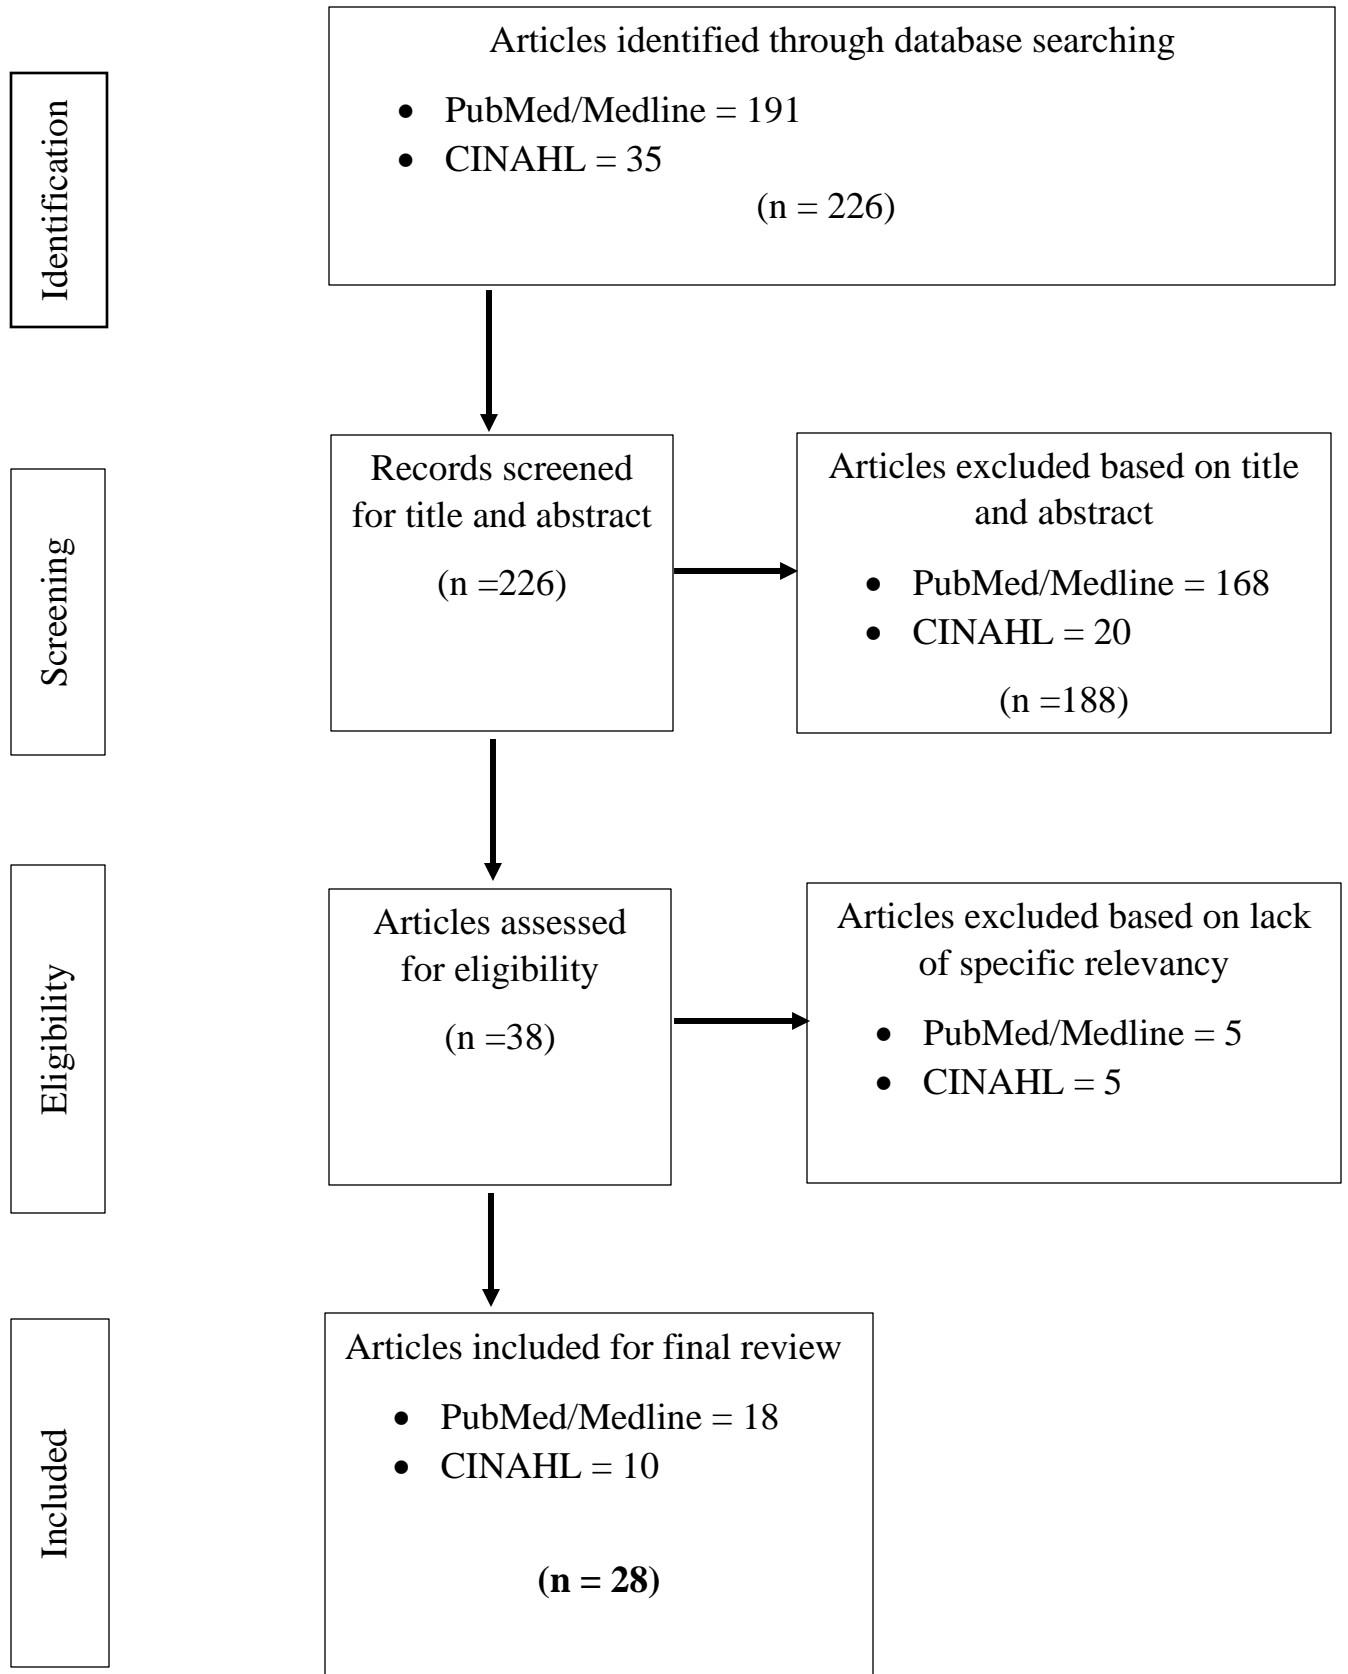 Identification
Articles identified through database searching
• PubMed/Medline = 191
• CINAHL = 35
(n = 226)
Screening
Records screened
for title and abstract
(n =226)
Articles excluded based on title
and abstract
• PubMed/Medline = 168
• CINAHL = 20
(n =188)
Eligibility
Articles assessed
for eligibility
(n =38)
Articles excluded based on lack
of specific relevancy
• PubMed/Medline = 5
• CINAHL = 5
Included
Articles included for final review
• PubMed/Medline = 18
• CINAHL = 10
(n = 28)